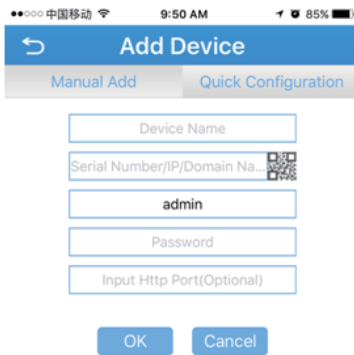 中国移动 9:50 AM 85%
Add Device
Manual Add Quick Configuration
Device Name
Serial Number/IP/Domain Na...
admin
Password
Input Http Port(Optional)
OK Cancel